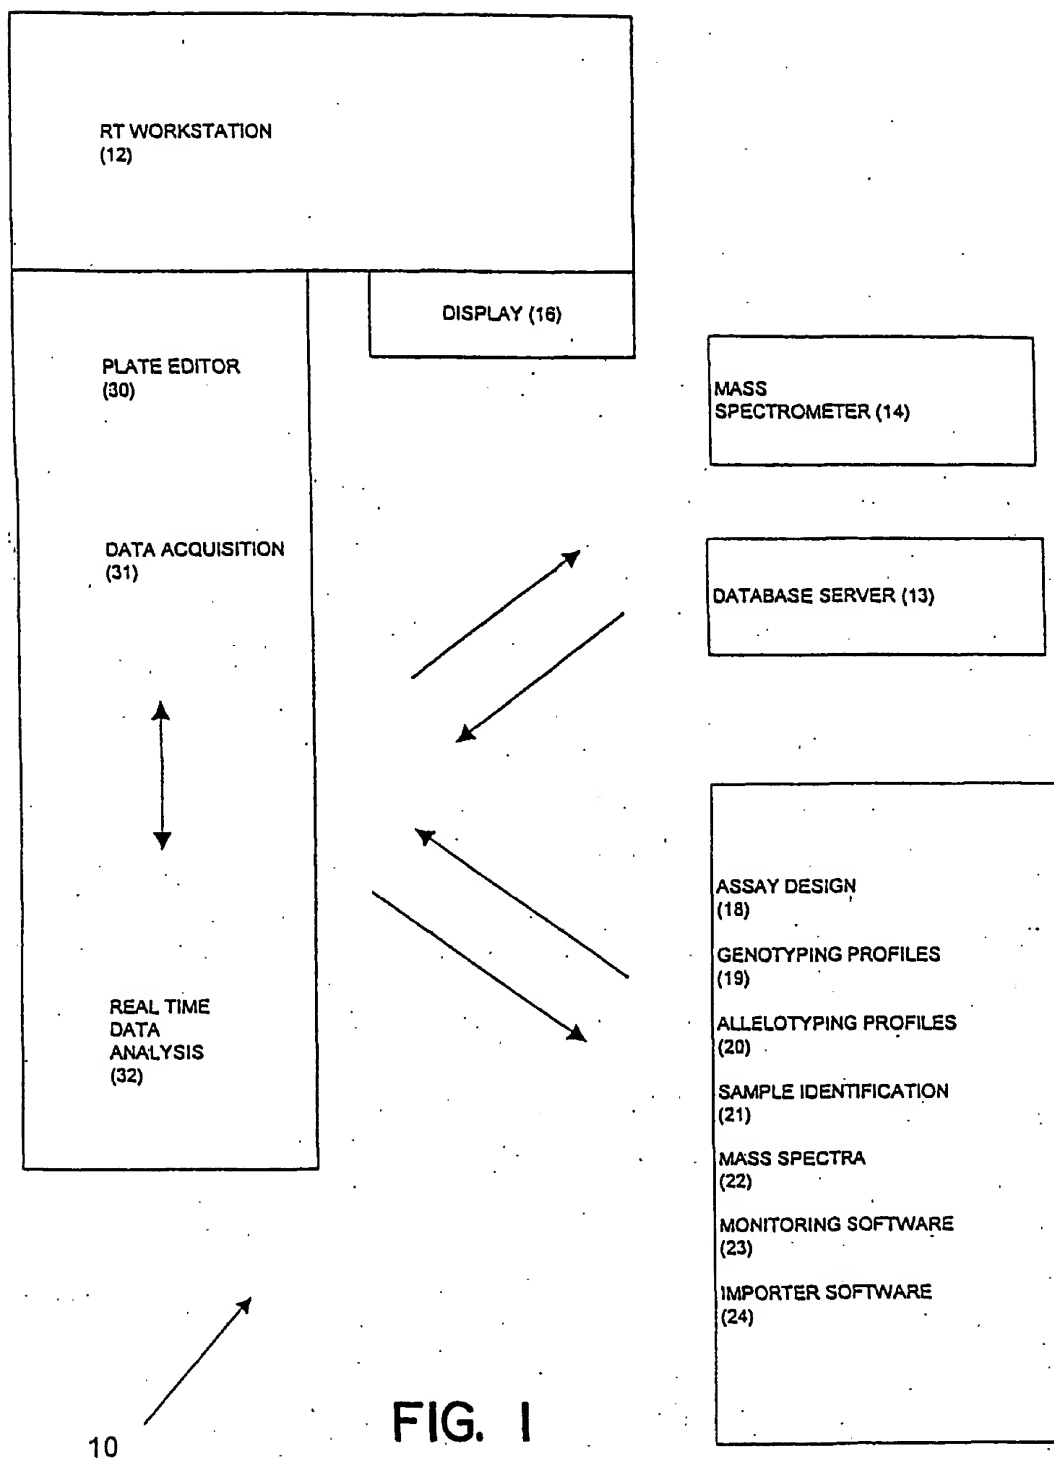 RT WORKSTATION
(12)
DISPLAY (16)
PLATE EDITOR
(30)
DATA ACQUISITION
(31)
REAL TIME
DATA
ANALYSIS
(32)
MASS
SPECTROMETER (14)
DATABASE SERVER (13)
ASSAY DESIGN
(18)
GENOTYPING PROFILES
(19)
ALLELOTYPING PROFILES
(20)
SAMPLE IDENTIFICATION
(21)
MASS SPECTRA
(22)
MONITORING SOFTWARE
(23)
IMPORTER SOFTWARE
(24)
10
FIG. I